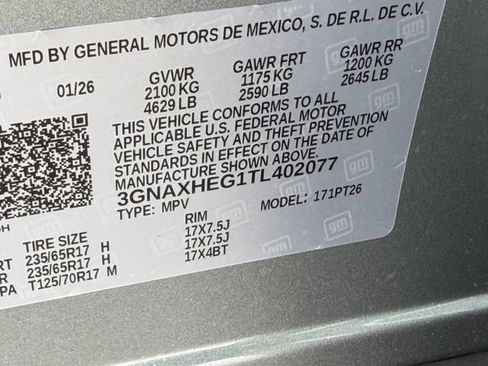 MFD BY GENERAL MOTORS DE MEXICO, S. DE R.L. DE C.V.
01/26 GVWR GAWR FRT GAWR RR
2100 KG 1175 KG 1200 KG
4629 LB 2590 LB 2645 LB
THIS VEHICLE CONFORMS TO ALL
APPLICABLE U.S. FEDERAL MOTOR
VEHICLE SAFETY AND THEFT PREVENTION
STANDARDS IN EFFECT ON THE DATE OF
MANUFACTURE SHOWN ABOVE.
3GNAXHEG1TL402077
TYPE: MPV MODEL: 171PT26
TIRE SIZE RIM
235/65R17 H 17X7.5J
235/65R17 H 17X7.5J
T125/70R17 M 17X4BT
gm